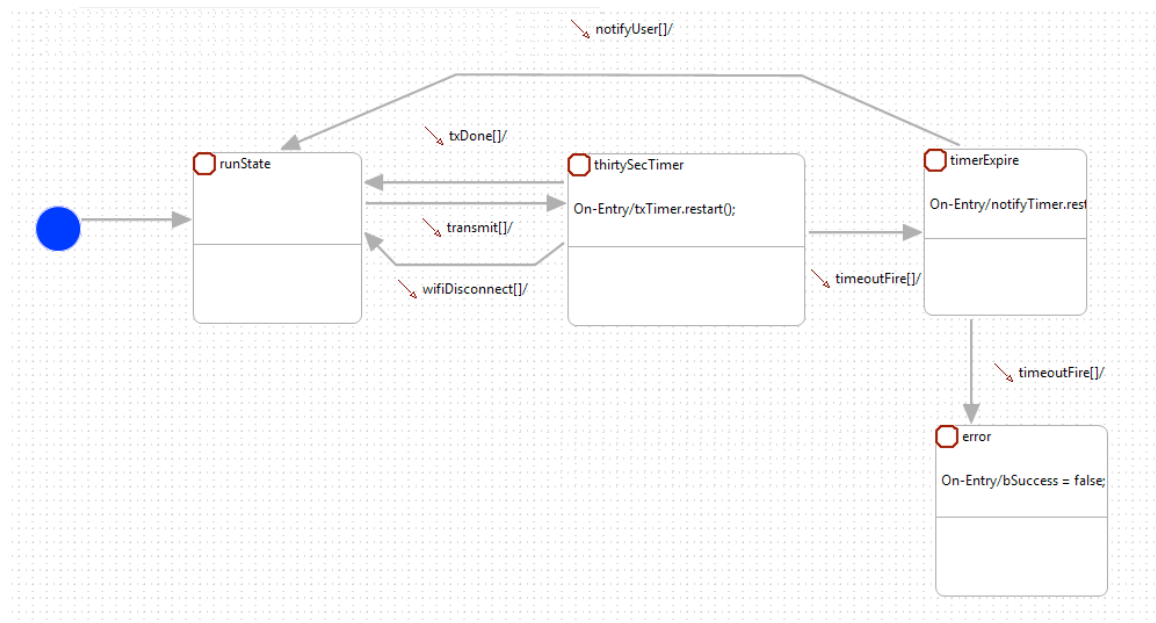 notifyUser[]/
txDone[]/
runState
thirtySecTimer
timerExpire
On-Entry/txTimer.restart();
On-Entry/notifyTimer.rest
transmit[]/
timeoutFire[]/
wifiDisconnect[]/
timeoutFire[]/
error
On-Entry/bSuccess = false;